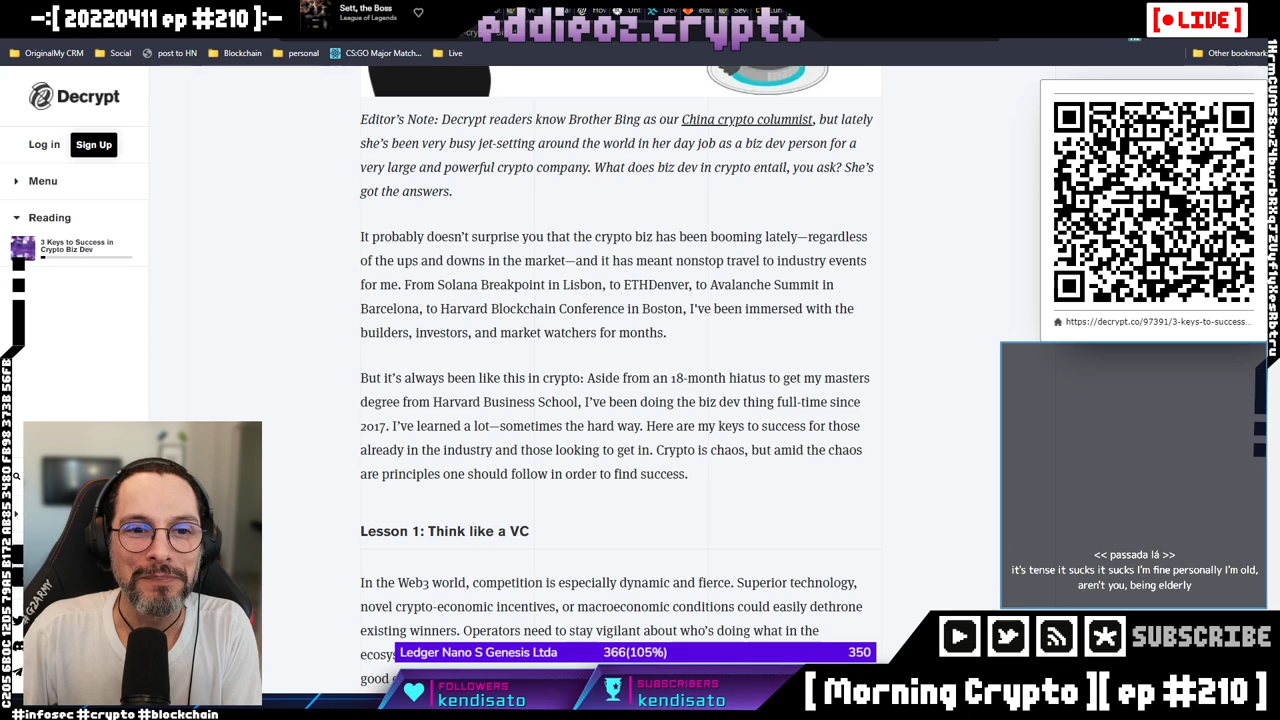 -:[ 20220411 ep #210 ]:-
Sett, the Boss
League of Legends
eddieoz.crypto
[ LIVE ]
OriginalMy CRM
Social
post to HN
Blockchain
personal
CS:GO Major Match...
Live
Other bookmark
Decrypt
Log in
Sign Up
Menu
Reading
3 Keys to Success in
Crypto Biz Dev
Editor's Note: Decrypt readers know Brother Bing as our China crypto columnist, but lately
she's been very busy jet-setting around the world in her day job as a biz dev person for a
very large and powerful crypto company. What does biz dev in crypto entail, you ask? She's
got the answers.
It probably doesn't surprise you that the crypto biz has been booming lately—regardless
of the ups and downs in the market—and it has meant nonstop travel to industry events
for me. From Solana Breakpoint in Lisbon, to ETHDenver, to Avalanche Summit in
Barcelona, to Harvard Blockchain Conference in Boston, I've been immersed with the
builders, investors, and market watchers for months.
But it's always been like this in crypto: Aside from an 18-month hiatus to get my masters
degree from Harvard Business School, I've been doing the biz dev thing full-time since
2017. I've learned a lot—sometimes the hard way. Here are my keys to success for those
already in the industry and those looking to get in. Crypto is chaos, but amid the chaos
are principles one should follow in order to find success.
Lesson 1: Think like a VC
In the Web3 world, competition is especially dynamic and fierce. Superior technology,
novel crypto-economic incentives, or macroeconomic conditions could easily dethrone
existing winners. Operators need to stay vigilant about who's doing what in the
good
https://decrypt.co/97391/3-keys-to-success...
<< passada lá >>
it's tense it sucks it sucks I'm fine personally I'm old,
aren't you, being elderly
Ledger Nano S Genesis Ltda 366(105%) 350
FOLLOWERS
kendisato
SUBSCRIBERS
kendisato
SUBSCRIBE
[ Morning Crypto ][ ep #210 ]
#infosec #crypto #blockchain